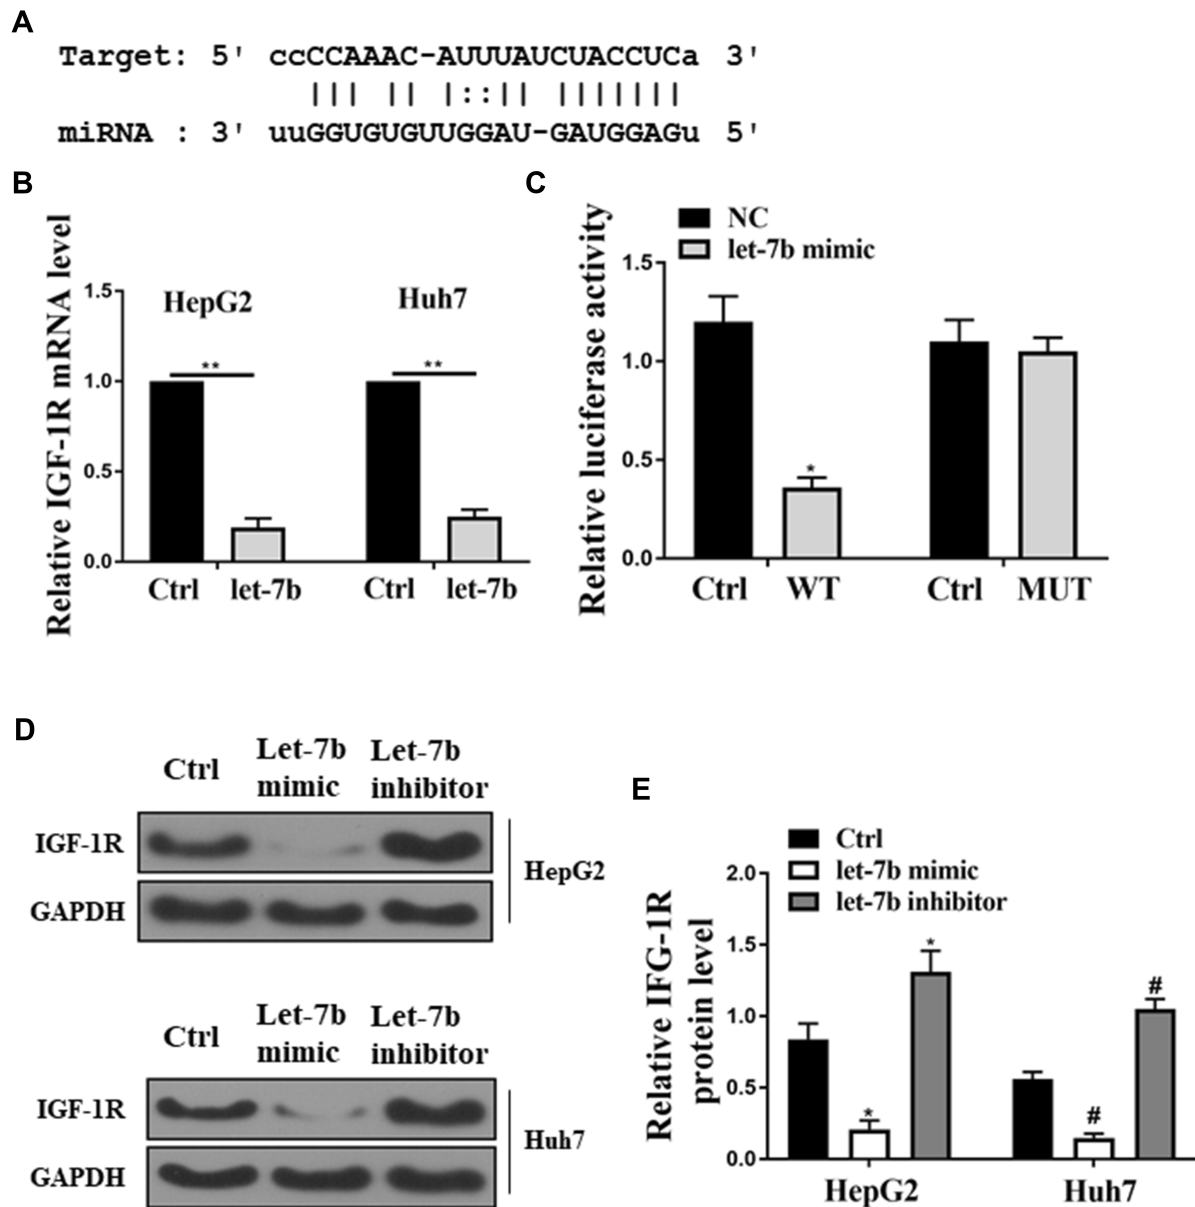 A
Target: 5' ccCCAAAC-AUUUAUCUACCUCa 3'
||| || |::|| |||||||
miRNA : 3' uuGGUGUGUUGGAU-GAUGGAGu 5'
B
Relative IGF-1R mRNA level
1.5
1.0
0.5
0.0
HepG2
Huh7
**
**
Ctrl let-7b Ctrl let-7b
C
NC
let-7b mimic
Relative luciferase activity
1.5
1.0
0.5
0.0
*
Ctrl WT Ctrl MUT
D
Ctrl Let-7b mimic Let-7b inhibitor
IGF-1R
GAPDH
HepG2
Ctrl Let-7b mimic Let-7b inhibitor
IGF-1R
GAPDH
Huh7
E
Ctrl
let-7b mimic
let-7b inhibitor
Relative IFG-1R
protein level
2.0
1.5
1.0
0.5
0.0
*
*
#
#
HepG2 Huh7